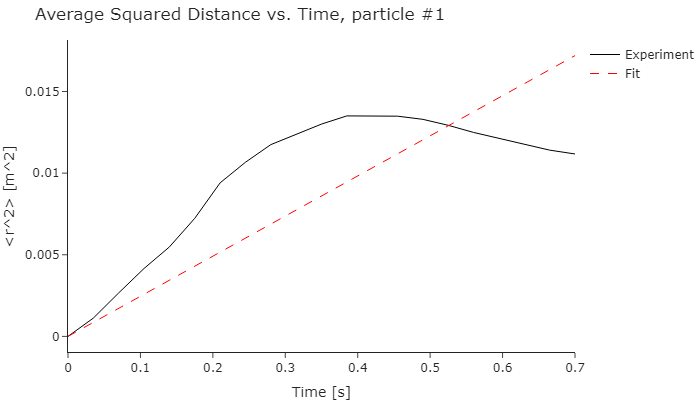 Average Squared Distance vs. Time, particle #1
Experiment
Fit
<r^2> [m^2]
0.015
0.01
0.005
0
0
0.1
0.2
0.3
0.4
0.5
0.6
0.7
Time [s]